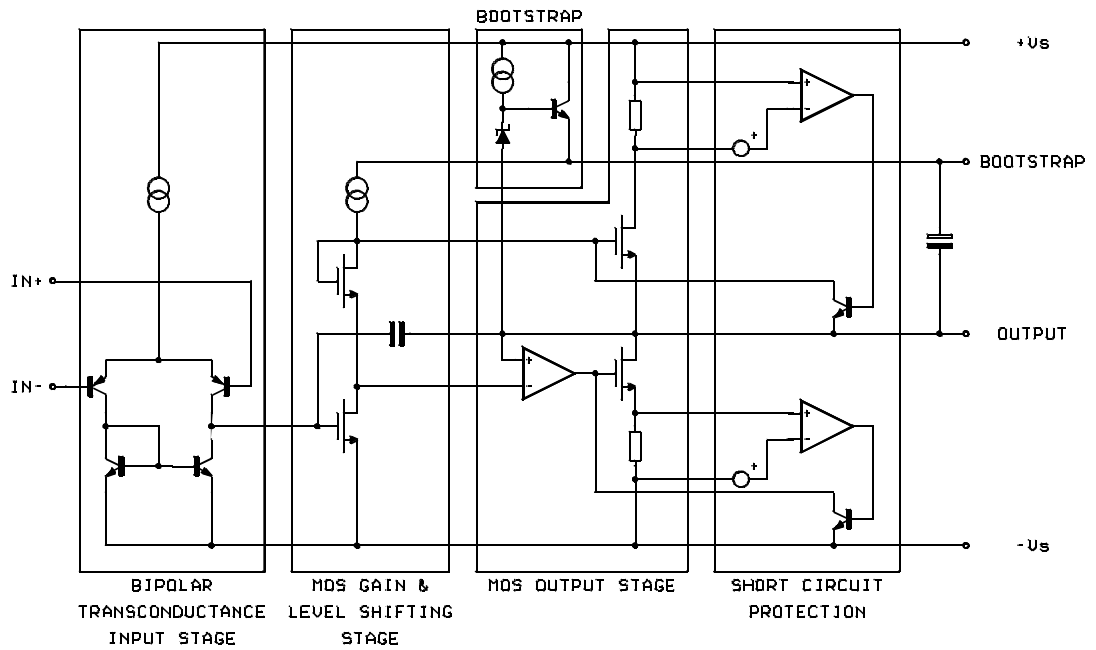 BOOTSTRAP
+Vs
+
-
+
BOOTSTRAP
IN+
OUTPUT
+
-
IN-
+
-
+
-Vs
BIPOLAR
TRANSCONDUCTANCE
INPUT STAGE
MOS GAIN &
LEVEL SHIFTING
STAGE
MOS OUTPUT STAGE
SHORT CIRCUIT
PROTECTION